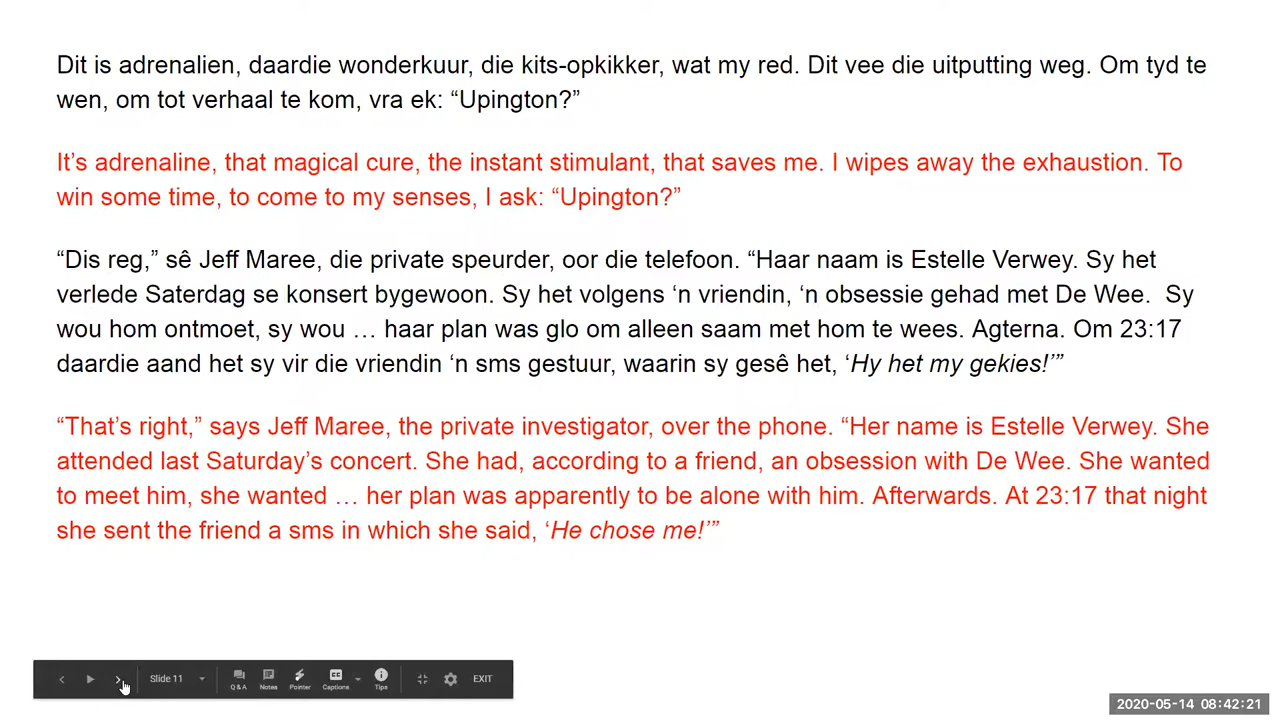 Dit is adrenalien, daardie wonderkuur, die kits-opkikker, wat my red. Dit vee die uitputting weg. Om tyd te
wen, om tot verhaal te kom, vra ek: “Upington?”
It’s adrenaline, that magical cure, the instant stimulant, that saves me. I wipes away the exhaustion. To
win some time, to come to my senses, I ask: “Upington?”
“Dis reg,” sê Jeff Maree, die private speurder, oor die telefoon. “Haar naam is Estelle Verwey. Sy het
verlede Saterdag se konsert bygewoon. Sy het volgens ‘n vriendin, ‘n obsessie gehad met De Wee. Sy
wou hom ontmoet, sy wou … haar plan was glo om alleen saam met hom te wees. Agterna. Om 23:17
daardie aand het sy vir die vriendin ‘n sms gestuur, waarin sy gesê het, ‘Hy het my gekies!’”
“That’s right,” says Jeff Maree, the private investigator, over the phone. “Her name is Estelle Verwey. She
attended last Saturday’s concert. She had, according to a friend, an obsession with De Wee. She wanted
to meet him, she wanted … her plan was apparently to be alone with him. Afterwards. At 23:17 that night
she sent the friend a sms in which she said, ‘He chose me!’”
Slide 11 Q & A Notes Pointer Captions Tips EXIT
2020-05-14 08:42:21